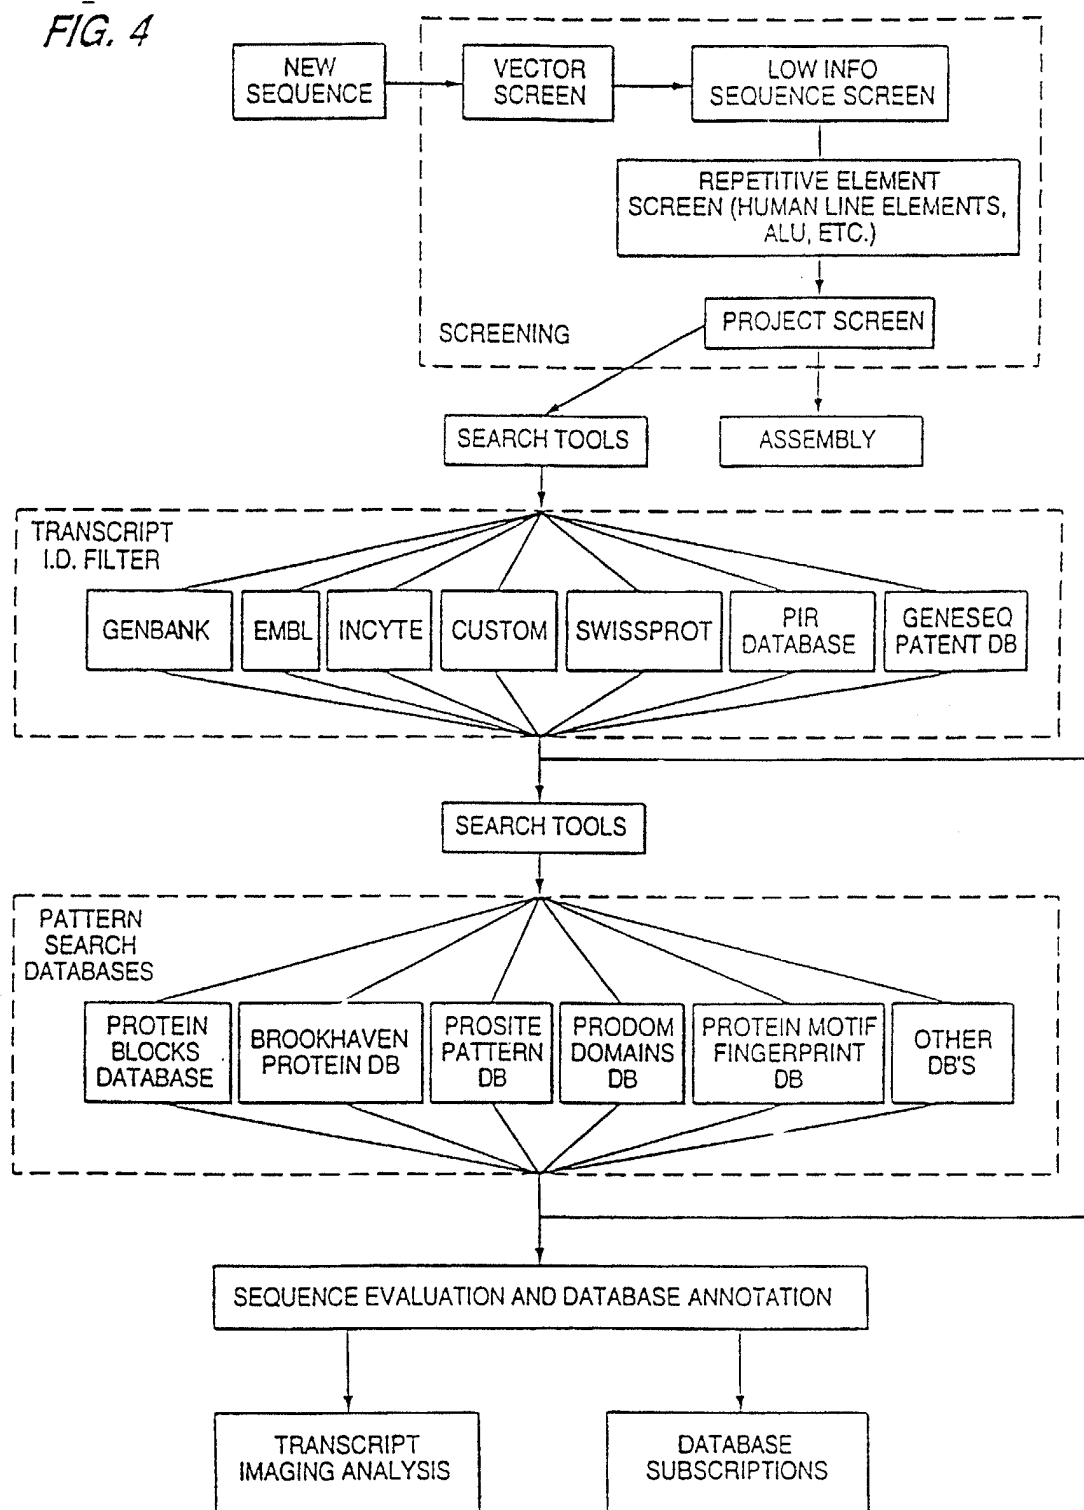 FIG. 4
NEW
SEQUENCE
VECTOR
SCREEN
LOW INFO
SEQUENCE SCREEN
REPETITIVE ELEMENT
SCREEN (HUMAN LINE ELEMENTS,
ALU, ETC.)
PROJECT SCREEN
SCREENING
SEARCH TOOLS
ASSEMBLY
TRANSCRIPT
I.D. FILTER
GENBANK
EMBL
INCYTE
CUSTOM
SWISSPROT
PIR
DATABASE
GENESEQ
PATENT DB
SEARCH TOOLS
PATTERN
SEARCH
DATABASES
PROTEIN
BLOCKS
DATABASE
BROOKHAVEN
PROTEIN DB
PROSITE
PATTERN
DB
PRODOM
DOMAINS
DB
PROTEIN MOTIF
FINGERPRINT
DB
OTHER
DB'S
SEQUENCE EVALUATION AND DATABASE ANNOTATION
TRANSCRIPT
IMAGING ANALYSIS
DATABASE
SUBSCRIPTIONS